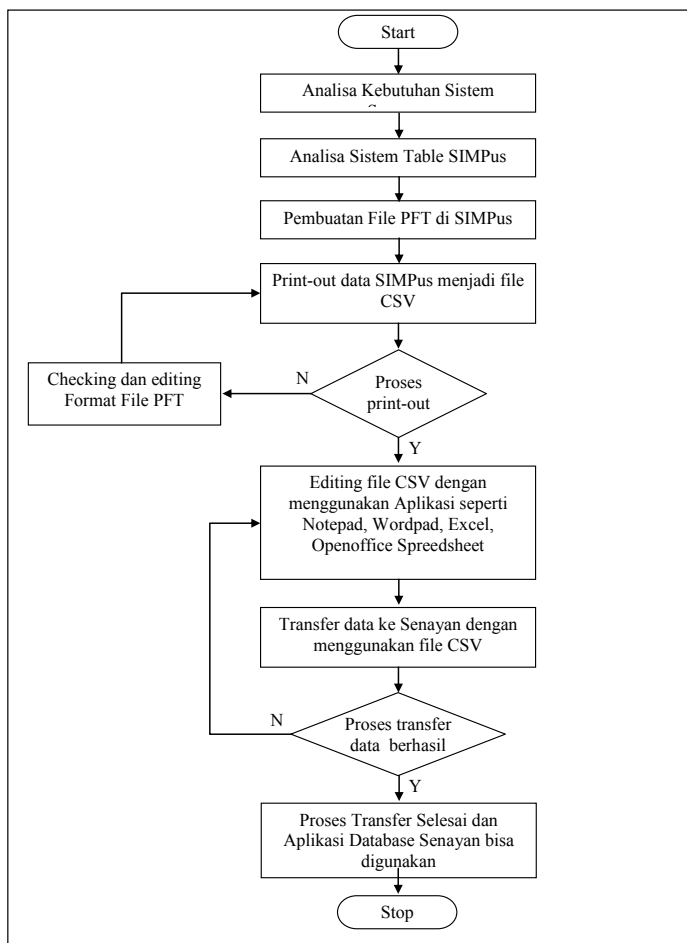 Start
Analisa Kebutuhan Sistem
Analisa Sistem Table SIMPus
Pembuatan File PFT di SIMPus
Print-out data SIMPus menjadi file
CSV
Checking dan editing
Format File PFT
N
Proses
print-out
Y
Editing file CSV dengan
menggunakan Aplikasi seperti
Notepad, Wordpad, Excel,
Openoffice Spreedsheet
Transfer data ke Senayan dengan
menggunakan file CSV
N
Proses transfer
data berhasil
Y
Proses Transfer Selesai dan
Aplikasi Database Senayan bisa
digunakan
Stop